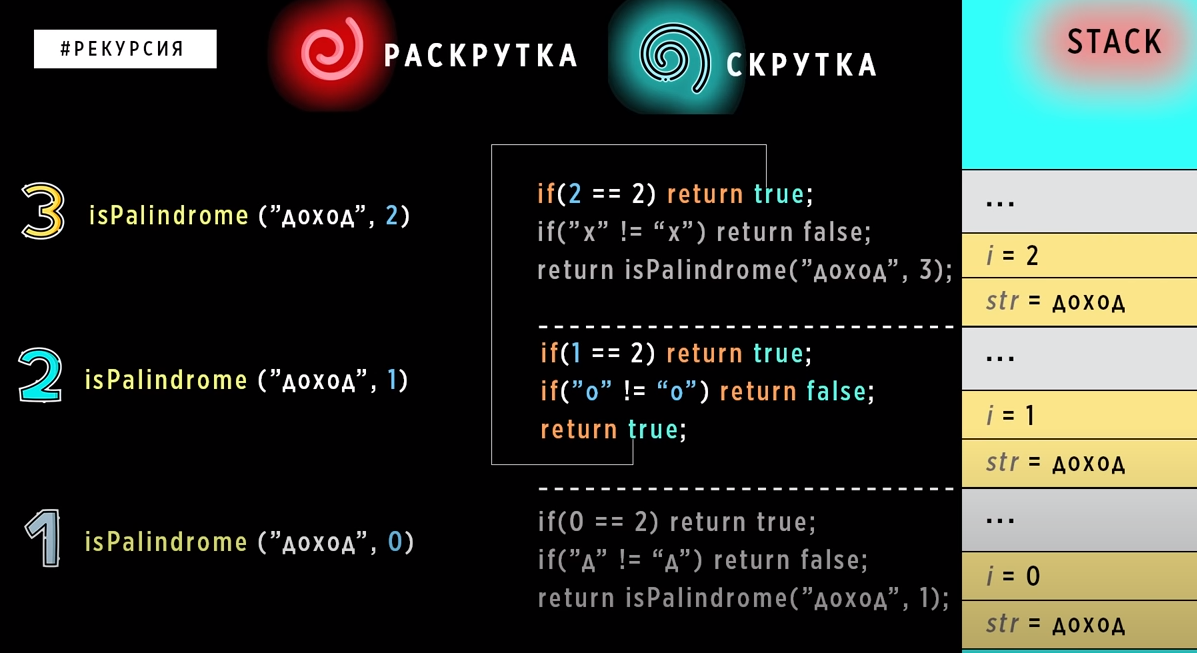 #РЕКУРСИЯ
РАСКРУТКА
СКРУТКА
STACK
3
isPalindrome (”доход”, 2)
if(2 == 2) return true;
if(”х” != “х”) return false;
return isPalindrome(”доход”, 3);
...
i = 2
str = доход
2
isPalindrome (”доход”, 1)
if(1 == 2) return true;
if(”о” != “о”) return false;
return true;
...
i = 1
str = доход
1
isPalindrome (”доход”, 0)
if(0 == 2) return true;
if(”д” != “д”) return false;
return isPalindrome(”доход”, 1);
...
i = 0
str = доход